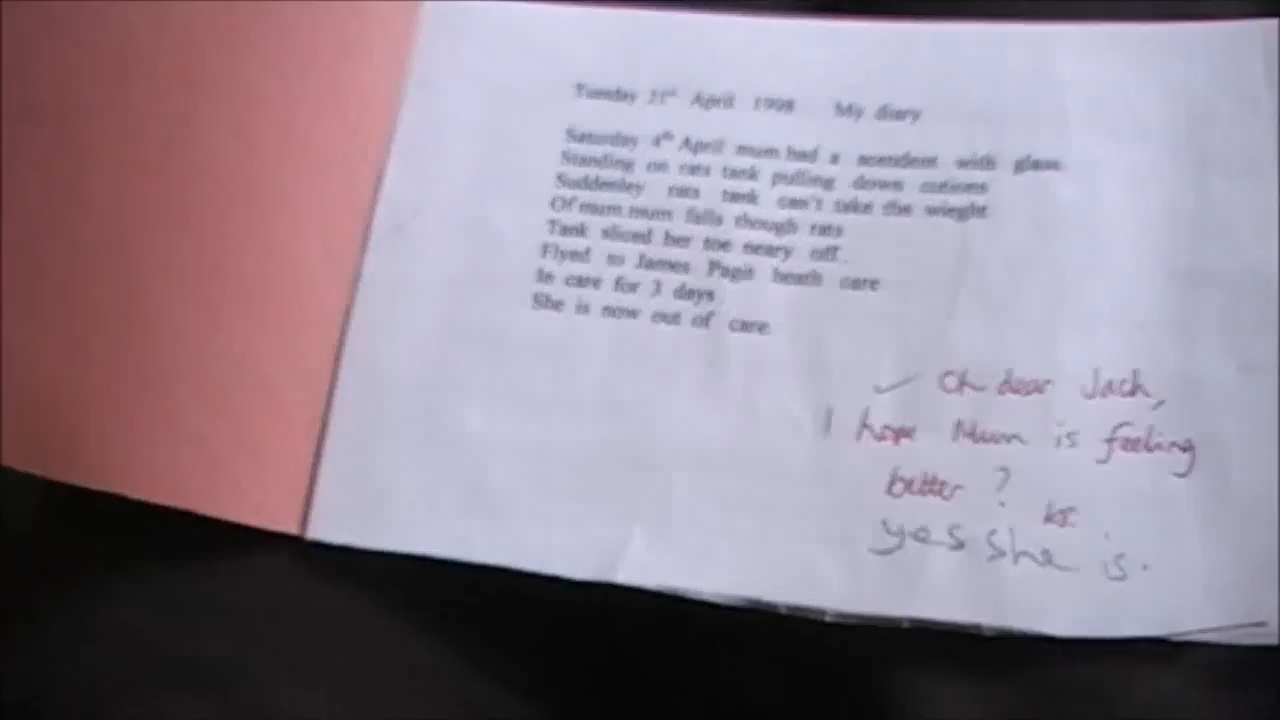 Tuesday 21st April 1998 My diary
Saturday 4th April mum had a acendent with glass
Standing on rats tank pulling down cutions
Suddenley rats tank can't take the wieght
Of mum.mum falls though rats
Tank sliced her toe neary off.
Flyed to James Pagit heath care
In care for 3 days
She is now out of care.
✓ Oh dear Jack,
I hope Mum is feeling
better?
yes she is.